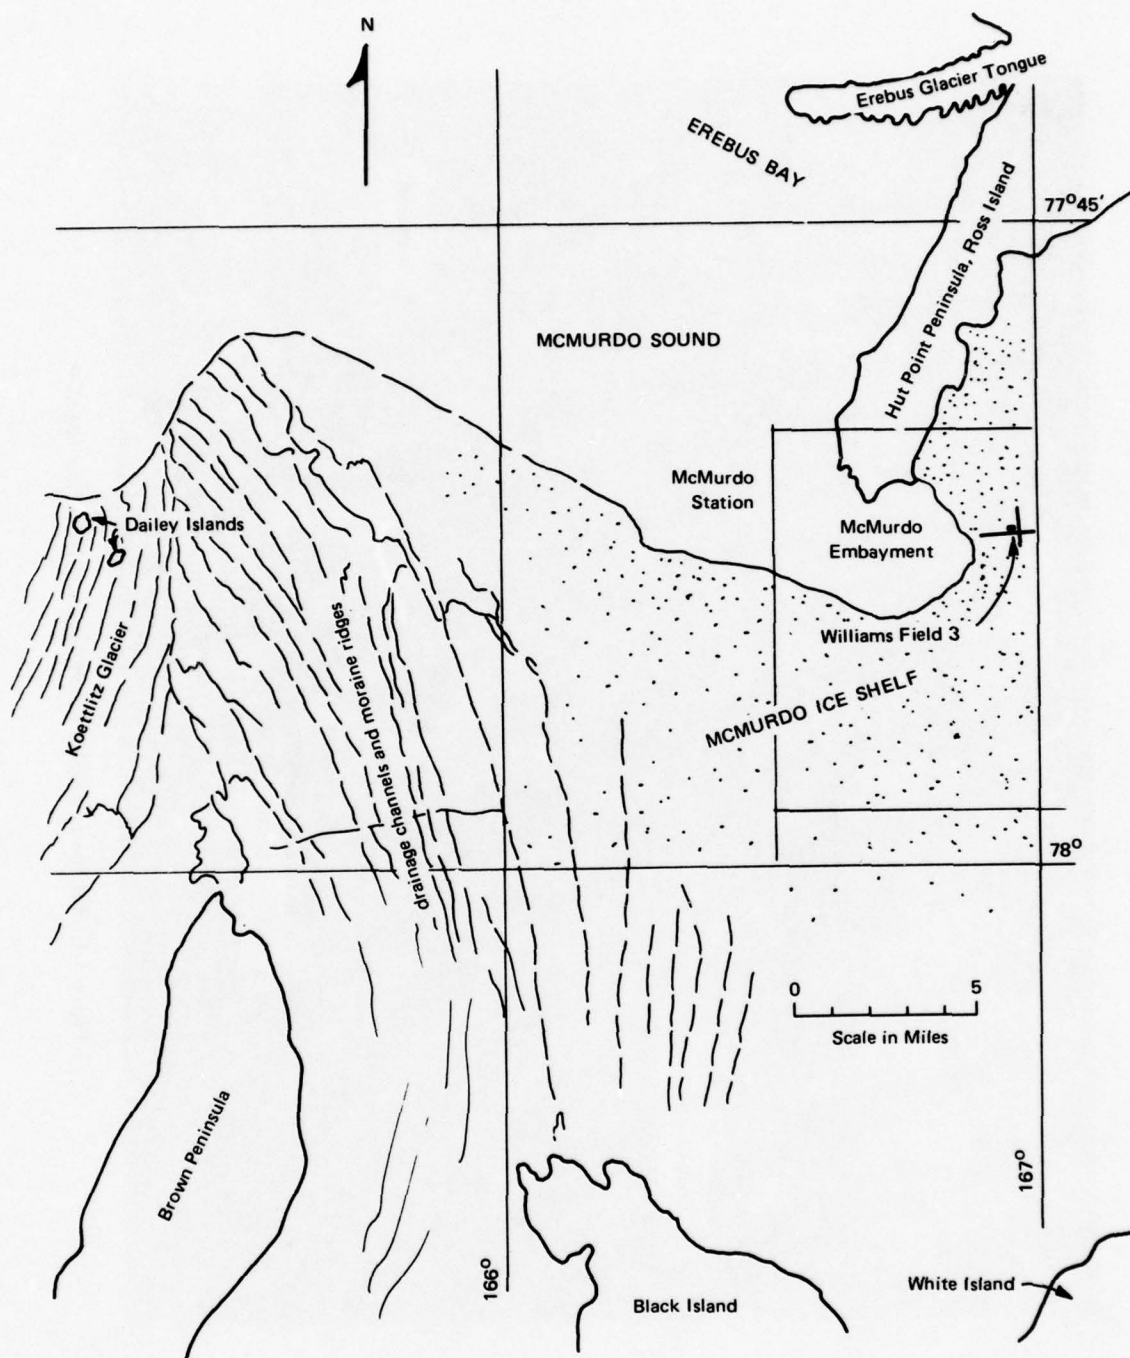 N
Erebus Glacier Tongue
EREBUS BAY
77°45'
Hut Point Peninsula, Ross Island
MCMURDO SOUND
McMurdo
Station
McMurdo
Embayment
Dailey Islands
Williams Field 3
Koettlitz Glacier
drainage channels and moraine ridges
MCMURDO ICE SHELF
78°
0 5
Scale in Miles
Brown Peninsula
167°
166°
White Island
Black Island